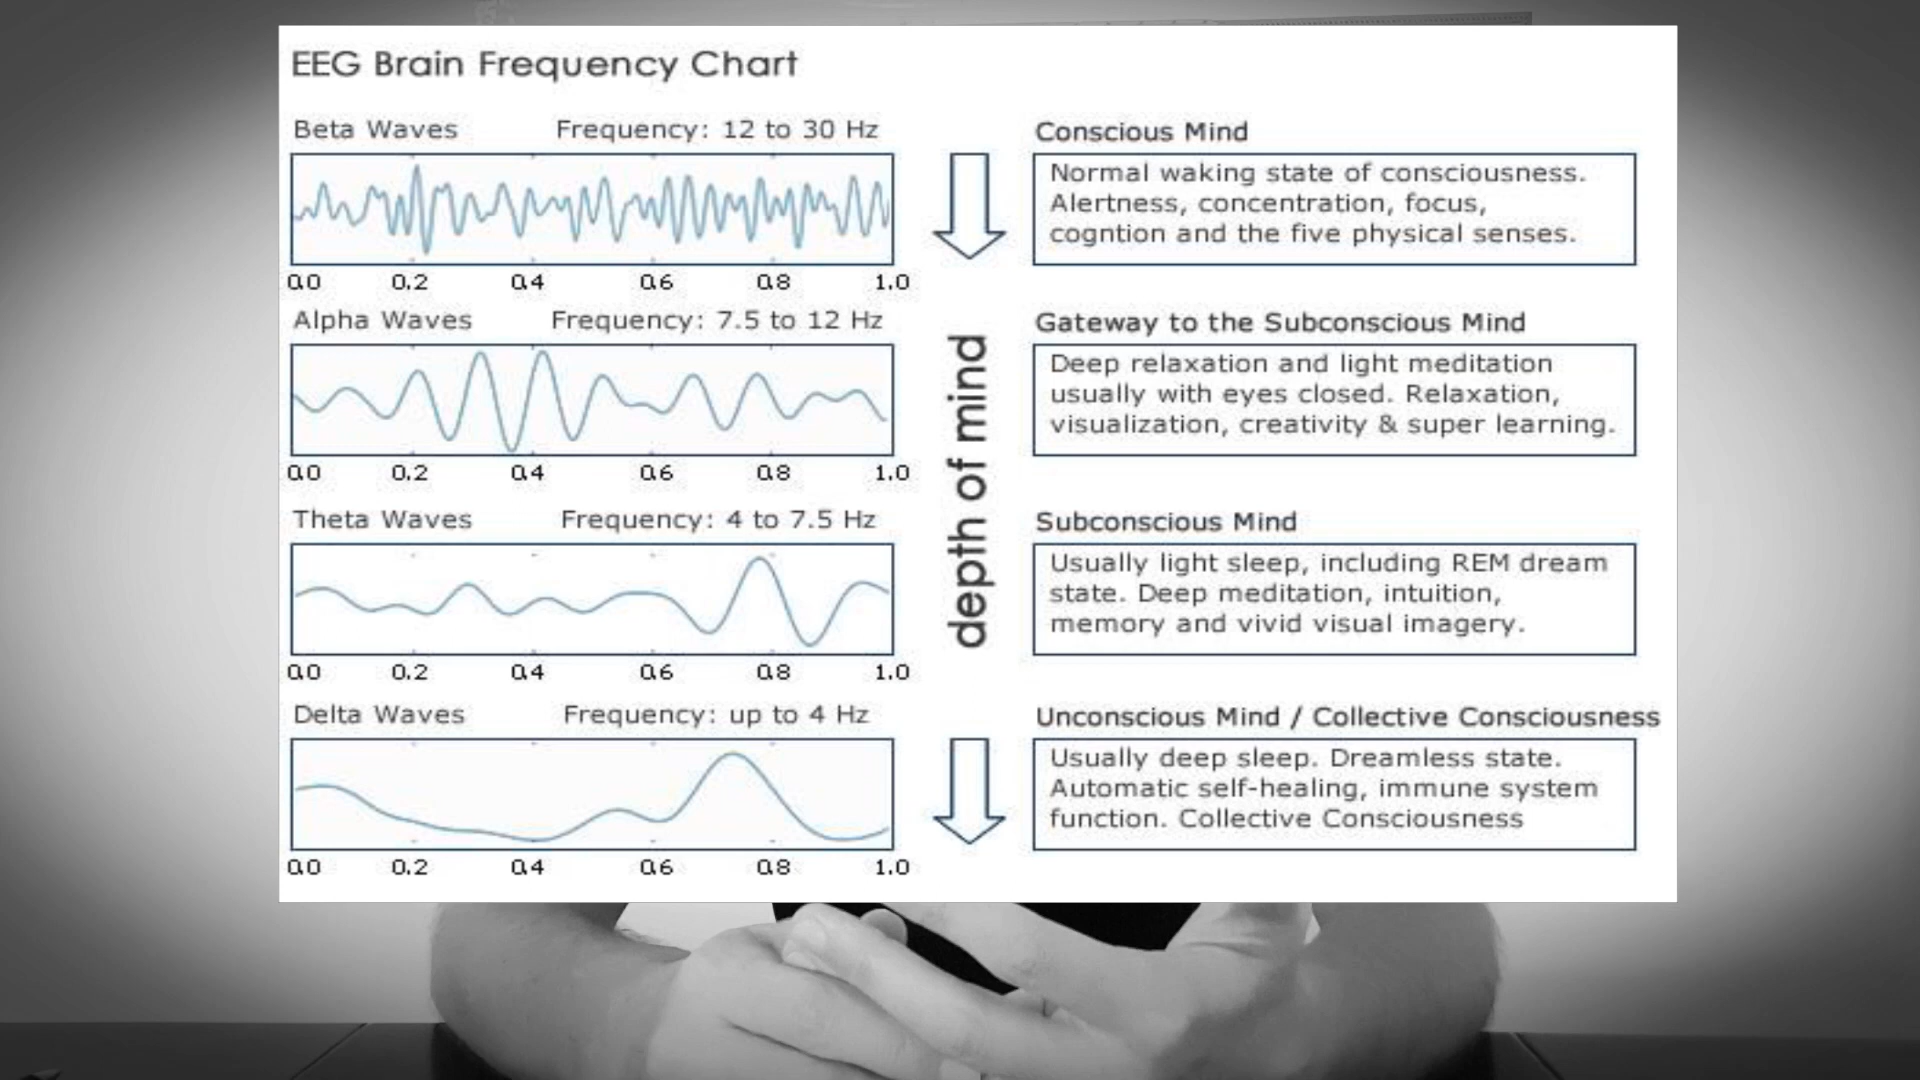 EEG Brain Frequency Chart
Beta Waves Frequency: 12 to 30 Hz
0.0 0.2 0.4 0.6 0.8 1.0
Conscious Mind
Normal waking state of consciousness.
Alertness, concentration, focus,
cogntion and the five physical senses.
Alpha Waves Frequency: 7.5 to 12 Hz
0.0 0.2 0.4 0.6 0.8 1.0
Gateway to the Subconscious Mind
Deep relaxation and light meditation
usually with eyes closed. Relaxation,
visualization, creativity & super learning.
depth of mind
Theta Waves Frequency: 4 to 7.5 Hz
0.0 0.2 0.4 0.6 0.8 1.0
Subconscious Mind
Usually light sleep, including REM dream
state. Deep meditation, intuition,
memory and vivid visual imagery.
Delta Waves Frequency: up to 4 Hz
0.0 0.2 0.4 0.6 0.8 1.0
Unconscious Mind / Collective Consciousness
Usually deep sleep. Dreamless state.
Automatic self-healing, immune system
function. Collective Consciousness